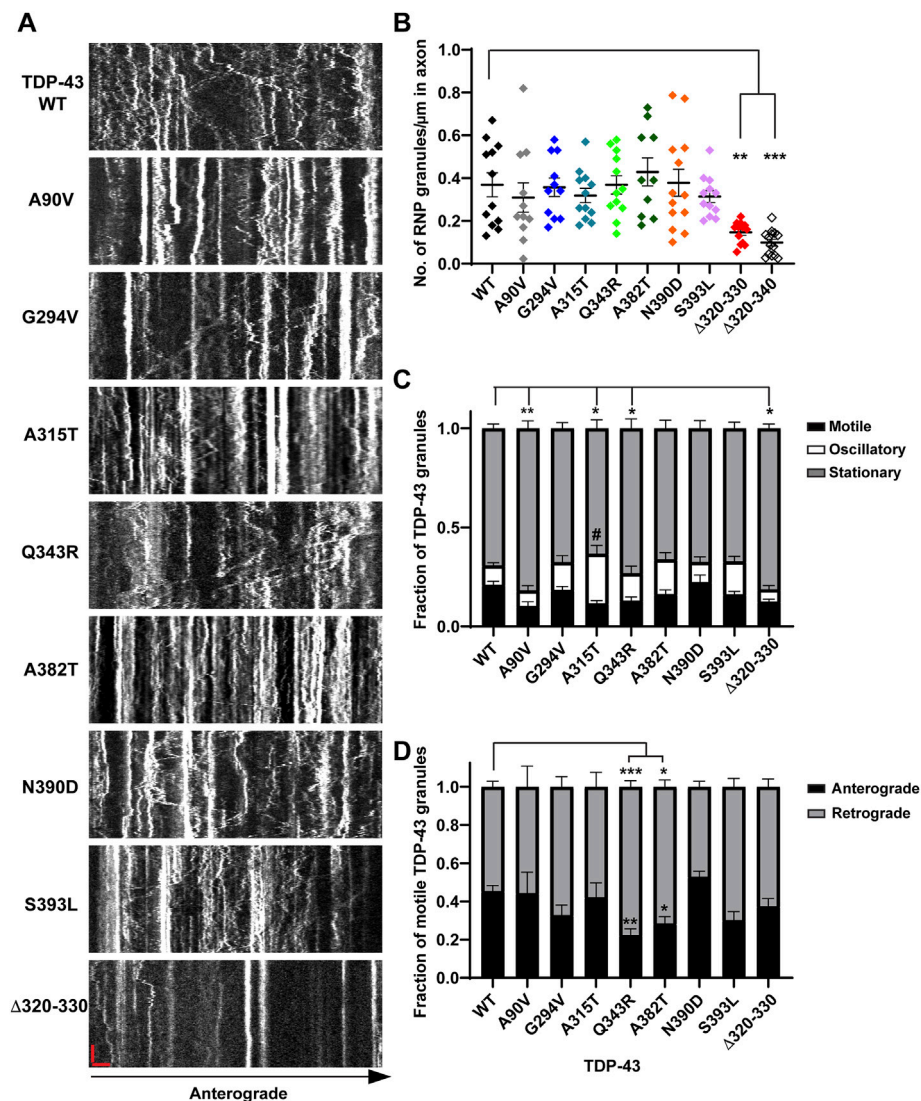 A
TDP-43
WT
A90V
G294V
A315T
Q343R
A382T
N390D
S393L
Δ320-330
Anterograde
B
No. of RNP granules/μm in axon
1.0
0.8
0.6
0.4
0.2
0.0
** ***
WT A90V G294V A315T Q343R A382T N390D S393L Δ320-330 Δ320-340
C
Fraction of TDP-43 granules
1.0
0.5
0.0
** * * *
#
Motile
Oscillatory
Stationary
WT A90V G294V A315T Q343R A382T N390D S393L Δ320-330
D
Fraction of motile TDP-43 granules
1.0
0.8
0.6
0.4
0.2
0.0
*** *
** *
Anterograde
Retrograde
WT A90V G294V A315T Q343R A382T N390D S393L Δ320-330
TDP-43